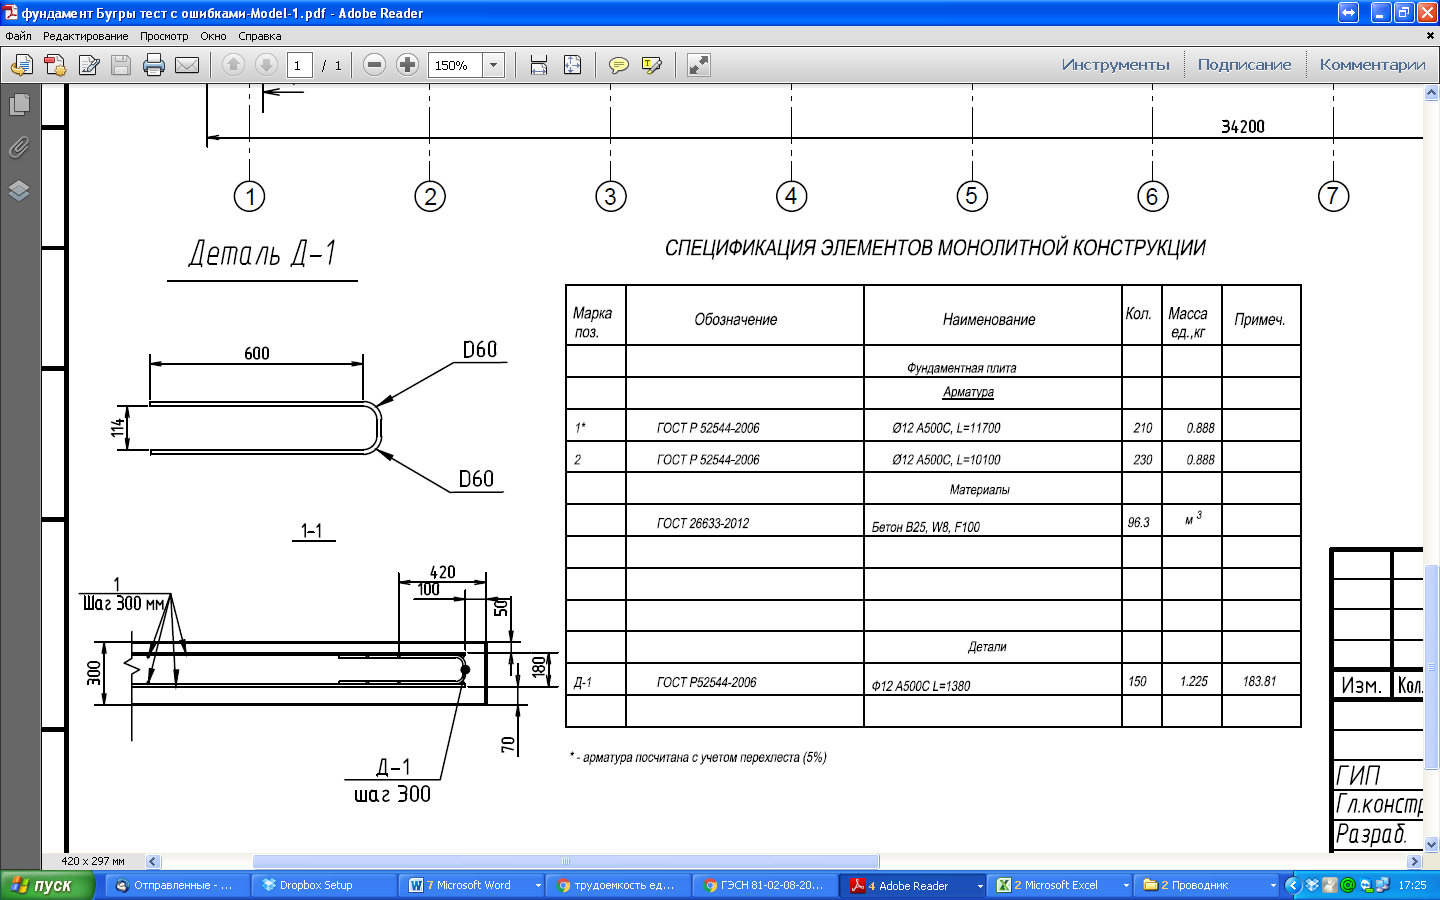 фундамент Бугры тест с ошибками-Model-1.pdf - Adobe Reader
Файл Редактирование Просмотр Окно Справка
1 / 1 150% Инструменты Подписание Комментарии
34200
1 2 3 4 5 6 7
Деталь Д-1
600
D60
114
D60
1-1
1
Шаг 300 мм
420
100
50
300
180
70
Д-1
шаг 300
СПЕЦИФИКАЦИЯ ЭЛЕМЕНТОВ МОНОЛИТНОЙ КОНСТРУКЦИИ
Марка поз. Обозначение Наименование Кол. Масса ед.,кг Примеч.
Фундаментная плита
Арматура
1* ГОСТ Р 52544-2006 Ø12 А500С, L=11700 210 0.888
2 ГОСТ Р 52544-2006 Ø12 А500С, L=10100 230 0.888
Материалы
ГОСТ 26633-2012 Бетон В25, W8, F100 96.3 м 3
Детали
Д-1 ГОСТ Р52544-2006 Ф12 А500С L=1380 150 1.225 183.81
* - арматура посчитана с учетом перехлеста (5%)
Изм. Кол.
ГИП
Гл.констр
Разраб.
420 x 297 мм
пуск Отправленные - ... Dropbox Setup 7 Microsoft Word трудоемкость ед... ГЭСН 81-02-08-20... 4 Adobe Reader 2 Microsoft Excel 2 Проводник 17:25